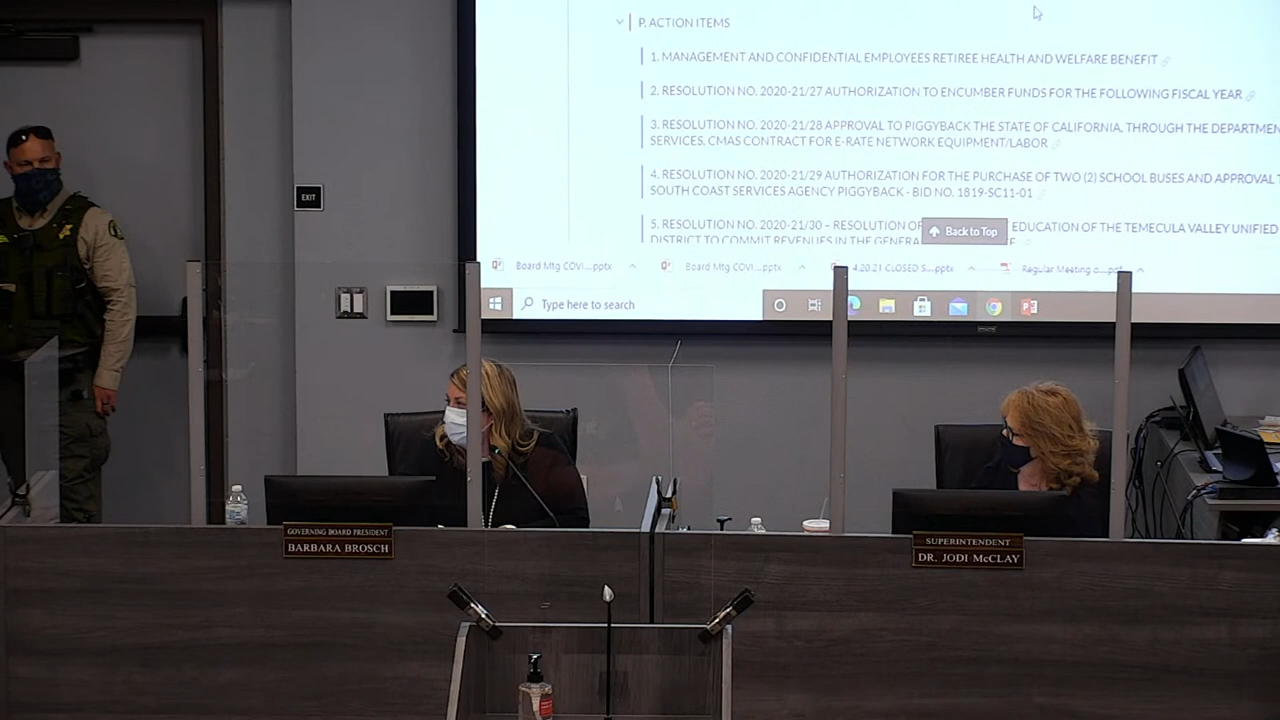 P. ACTION ITEMS
1. MANAGEMENT AND CONFIDENTIAL EMPLOYEES RETIREE HEALTH AND WELFARE BENEFIT
2. RESOLUTION NO. 2020-21/27 AUTHORIZATION TO ENCUMBER FUNDS FOR THE FOLLOWING FISCAL YEAR
3. RESOLUTION NO. 2020-21/28 APPROVAL TO PIGGYBACK THE STATE OF CALIFORNIA, THROUGH THE DEPARTMEN
SERVICES, CMAS CONTRACT FOR E-RATE NETWORK EQUIPMENT/LABOR
4. RESOLUTION NO. 2020-21/29 AUTHORIZATION FOR THE PURCHASE OF TWO (2) SCHOOL BUSES AND APPROVAL
SOUTH COAST SERVICES AGENCY PIGGYBACK - BID NO. 1819-SC11-01
5. RESOLUTION NO. 2020-21/30 – RESOLUTION OF EDUCATION OF THE TEMECULA VALLEY UNIFIED
Back to Top
DISTRICT TO COMMIT REVENUES IN THE GENERA
Board Mtg COVI....pptx
Board Mtg COVI....pptx
4.20.21 CLOSED S....pptx
Regular Meeting o....pdf
Type here to search
EXIT
GOVERNING BOARD PRESIDENT
BARBARA BROSCH
SUPERINTENDENT
DR. JODI McCLAY